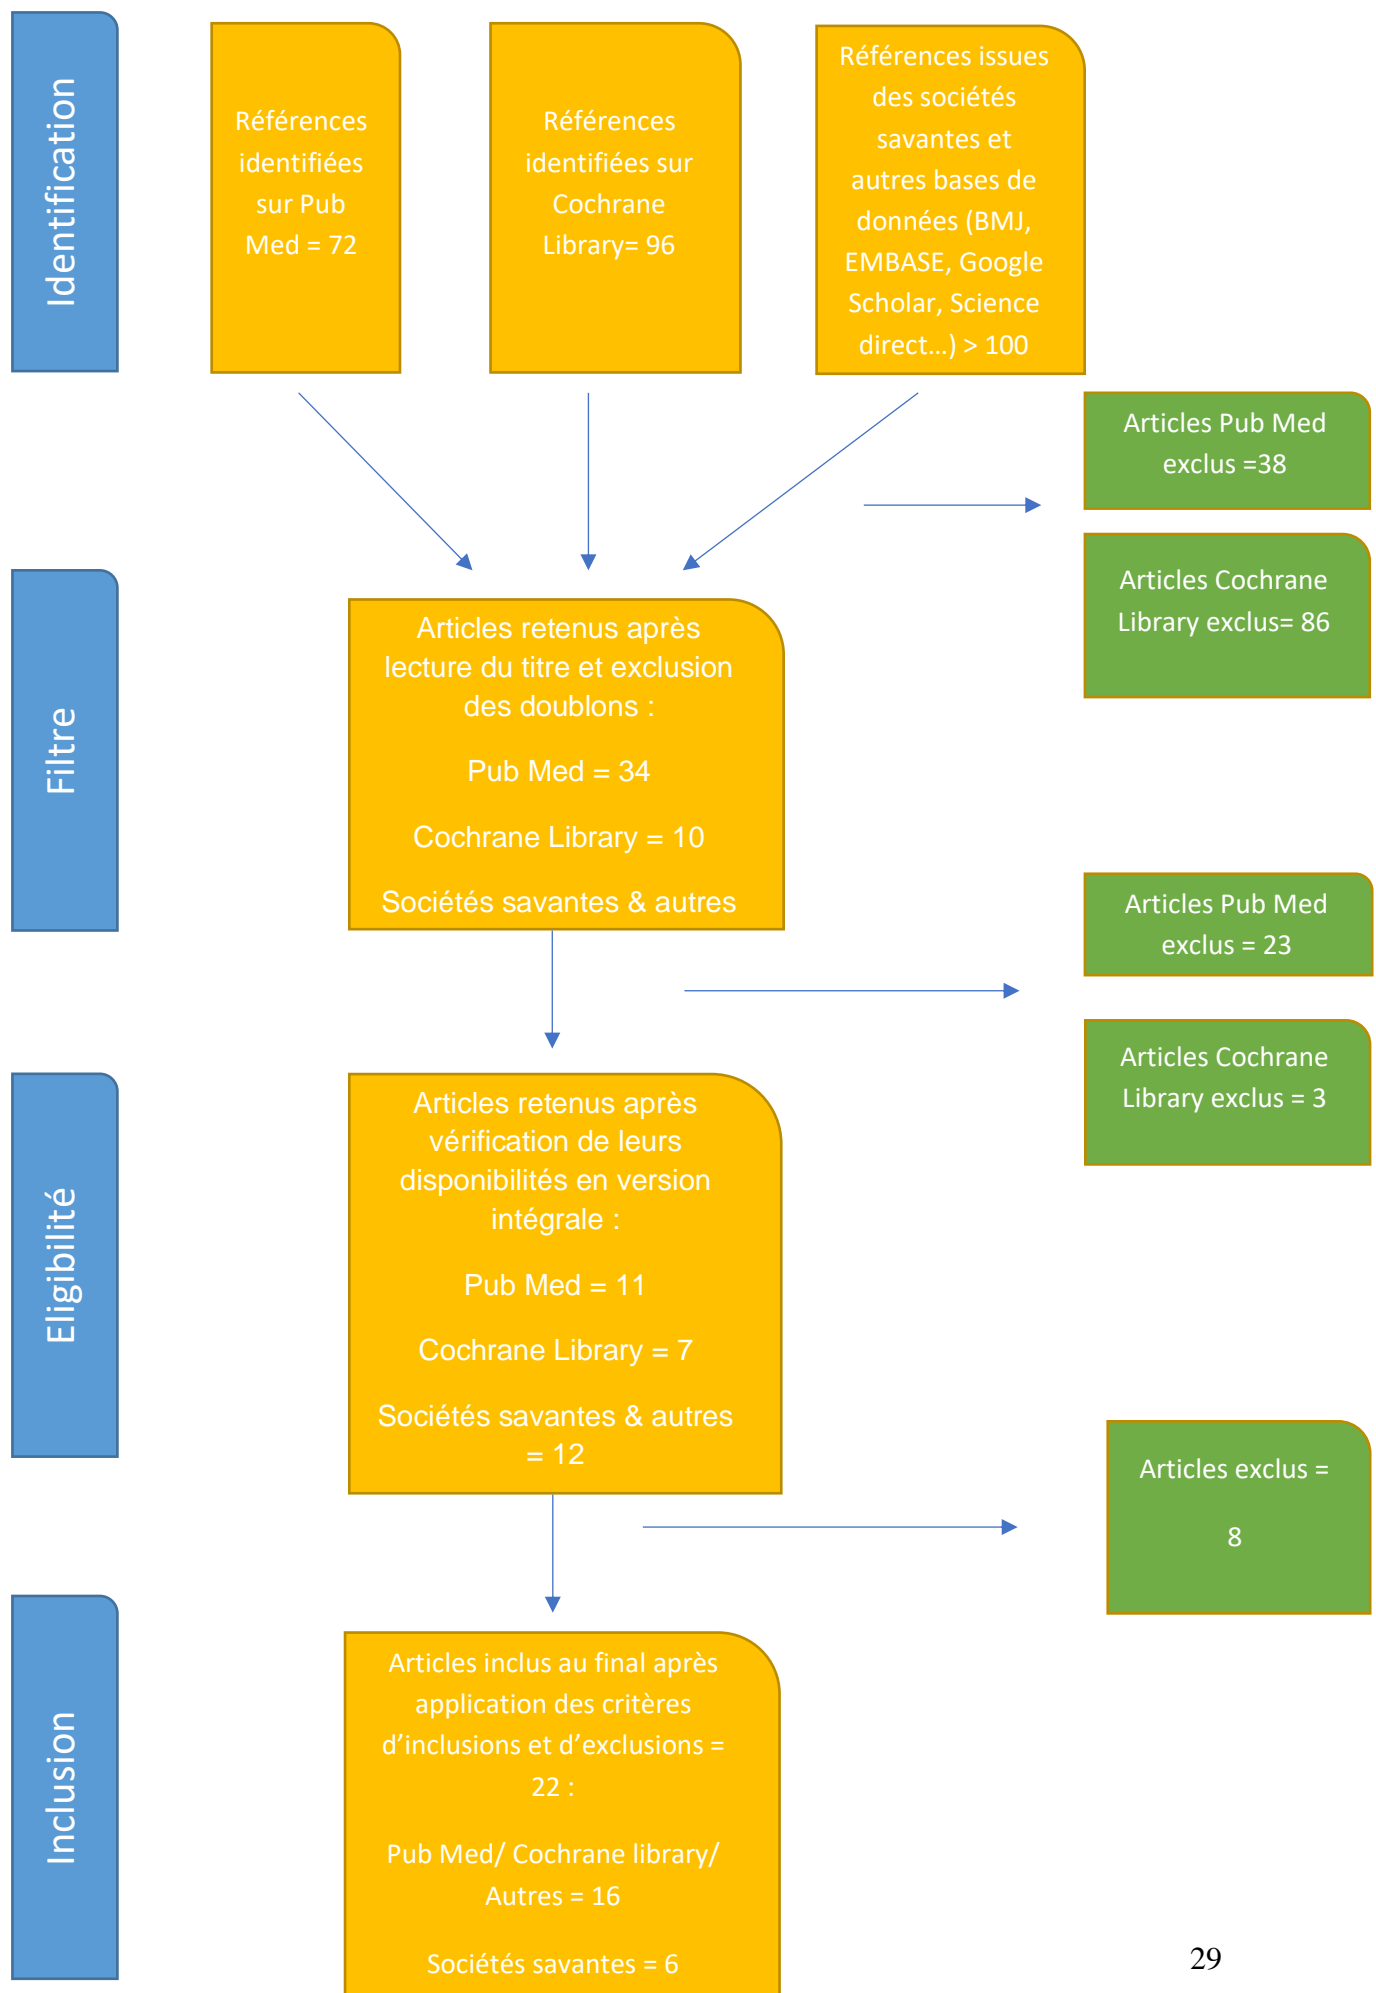 Identification
Références
identifiées
sur Pub
Med = 72
Références
identifiées sur
Cochrane
Library= 96
Références issues
des sociétés
savantes et
autres bases de
données (BMJ,
EMBASE, Google
Scholar, Science
direct…) > 100
Articles Pub Med
exclus =38
Articles Cochrane
Library exclus= 86
Filtre
Articles retenus après
lecture du titre et exclusion
des doublons :
Pub Med = 34
Cochrane Library = 10
Sociétés savantes & autres
Articles Pub Med
exclus = 23
Articles Cochrane
Library exclus = 3
Eligibilité
Articles retenus après
vérification de leurs
disponibilités en version
intégrale :
Pub Med = 11
Cochrane Library = 7
Sociétés savantes & autres
= 12
Articles exclus =
8
Inclusion
Articles inclus au final après
application des critères
d’inclusions et d’exclusions =
22 :
Pub Med/ Cochrane library/
Autres = 16
Sociétés savantes = 6
29